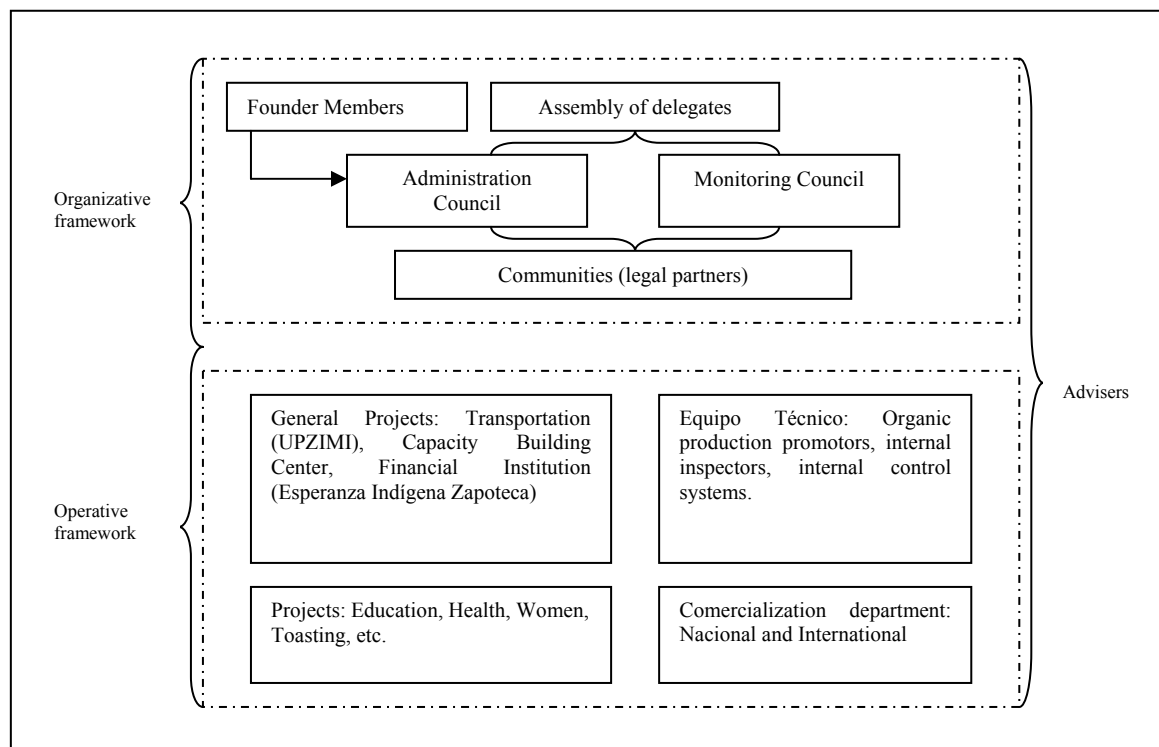 Founder Members
Assembly of delegates
Administration
Council
Monitoring Council
Communities (legal partners)
Organizative
framework
General Projects: Transportation
(UPZIMI), Capacity Building
Center, Financial Institution
(Esperanza Indígena Zapoteca)
Equipo Técnico: Organic
production promotors, internal
inspectors, internal control
systems.
Advisers
Operative
framework
Projects: Education, Health, Women,
Toasting, etc.
Comercialization department:
Nacional and International